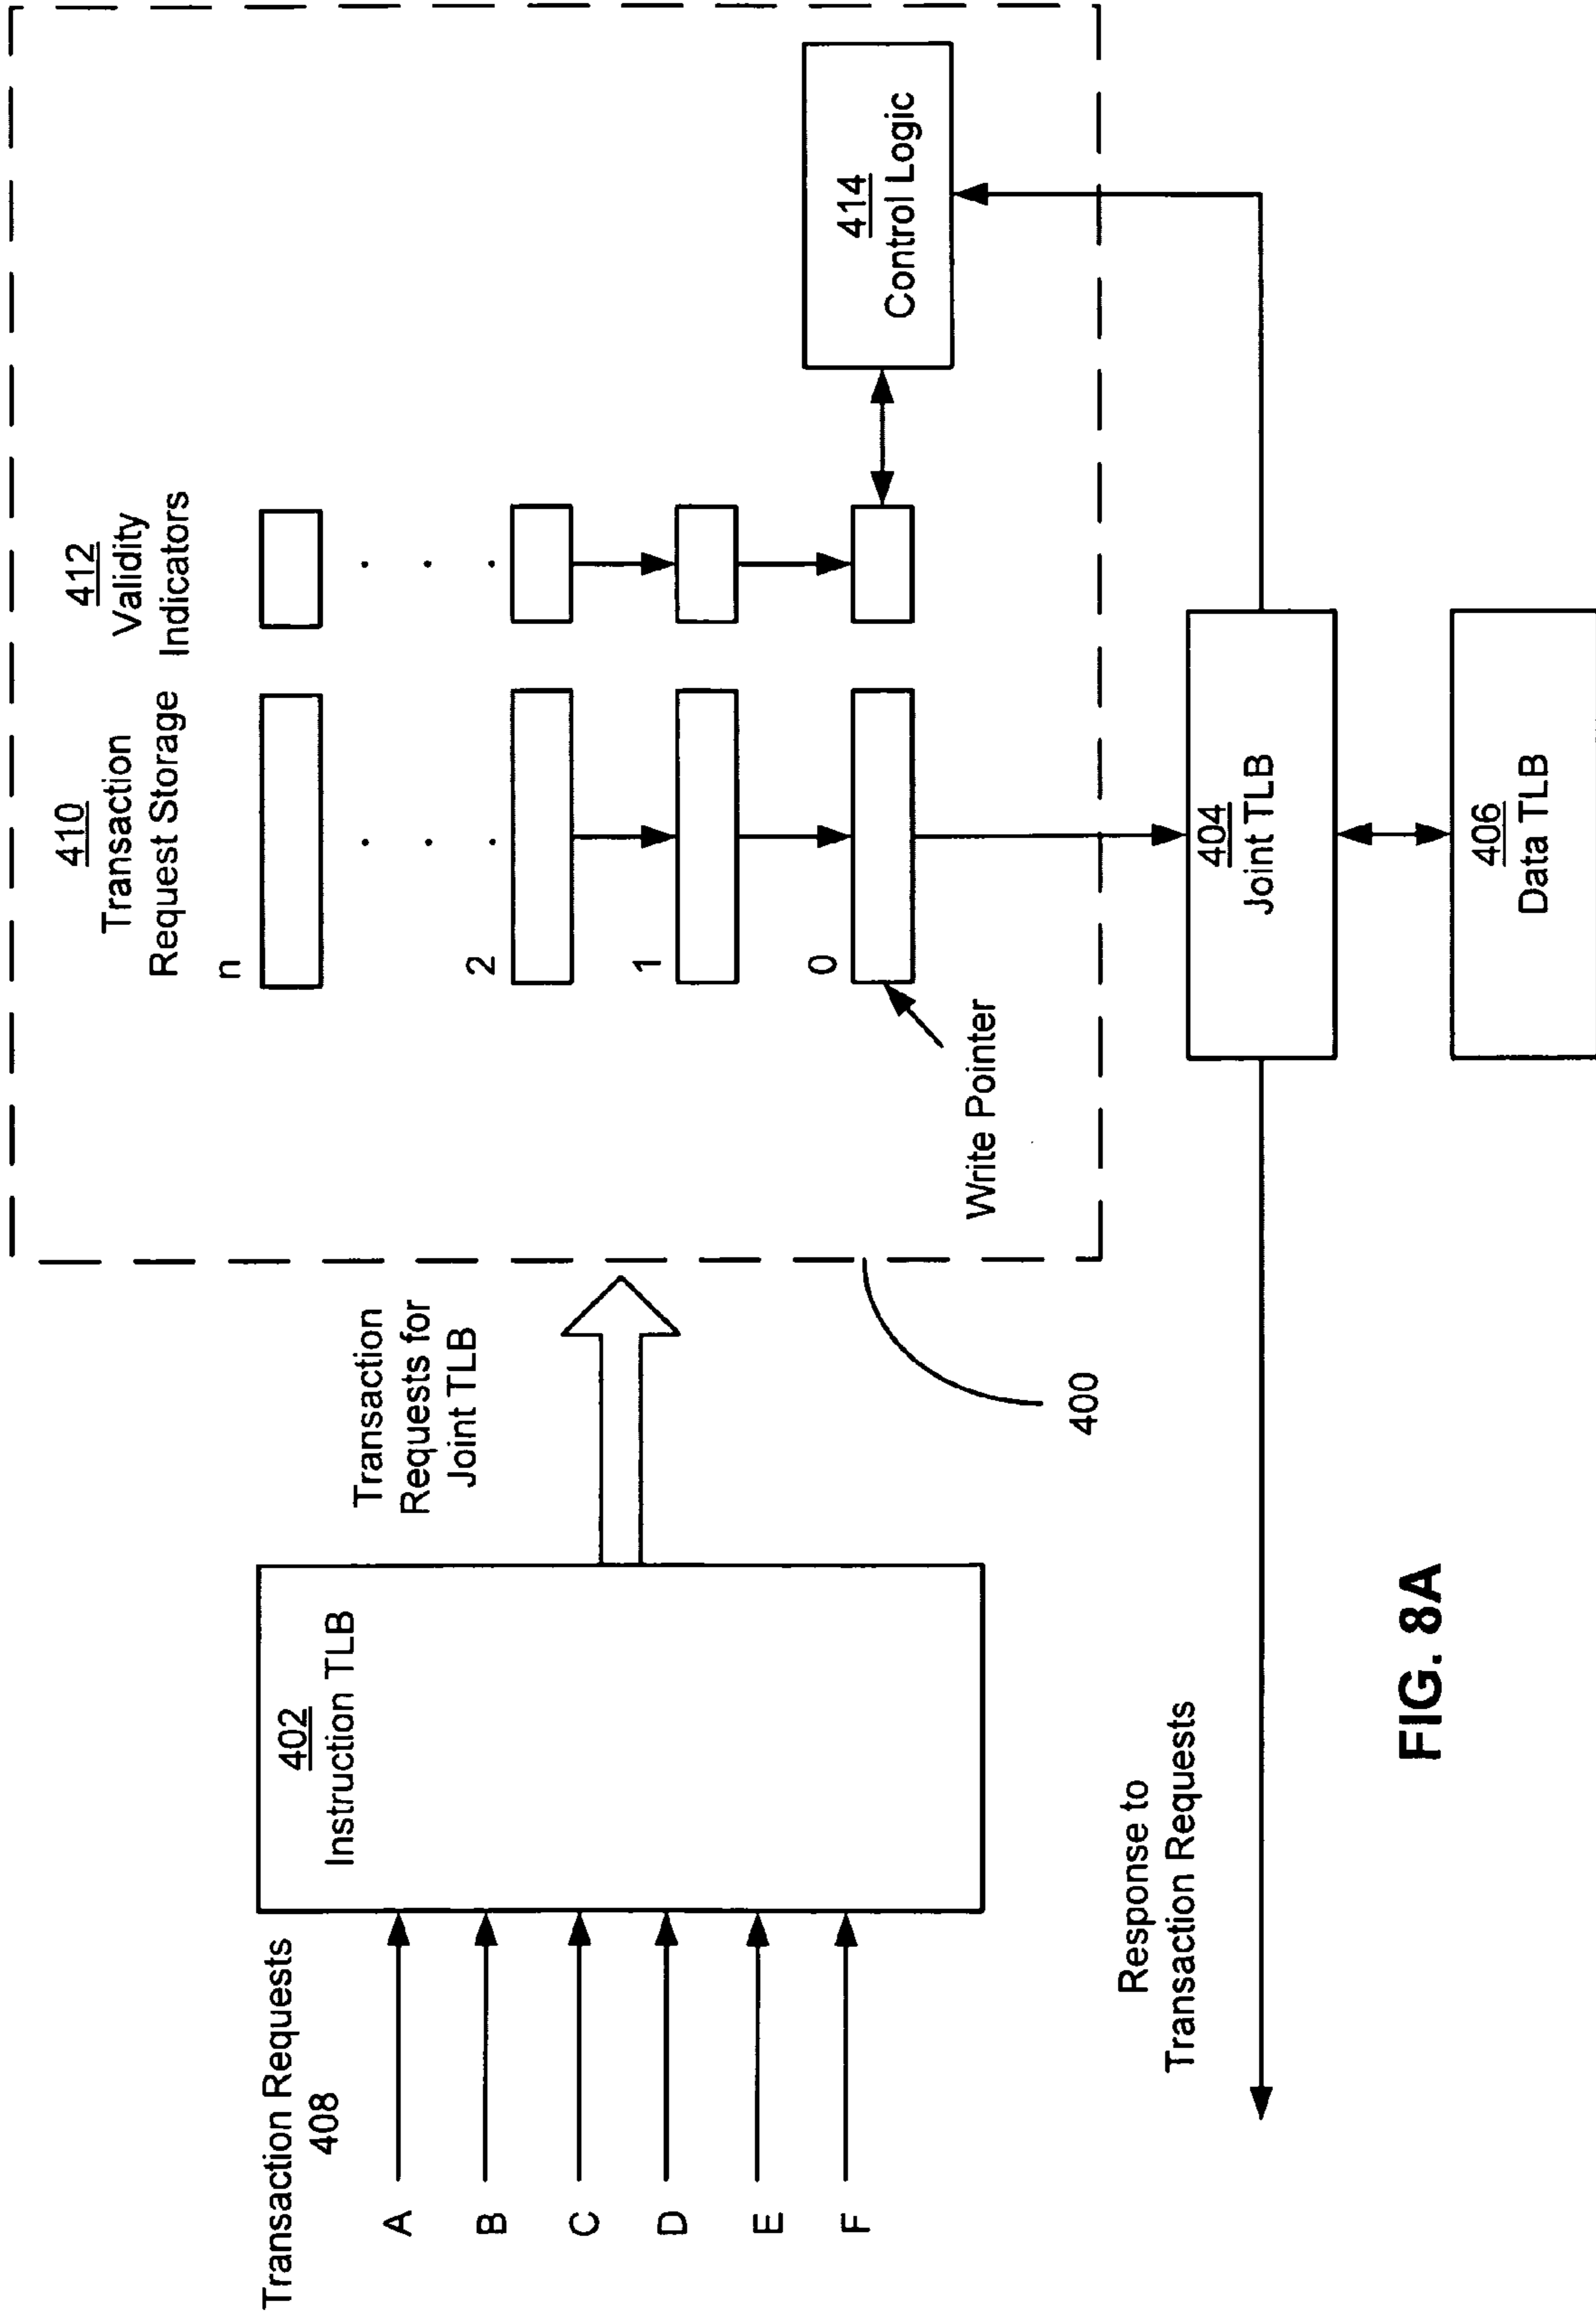 Transaction Requests
408
A
B
C
D
E
F
402
Instruction TLB
Transaction
Requests for
Joint TLB
400
410
Transaction
Request Storage
412
Validity
Indicators
n
2
1
0
Write Pointer
414
Control Logic
404
Joint TLB
406
Data TLB
Response to
Transaction Requests
FIG. 8A